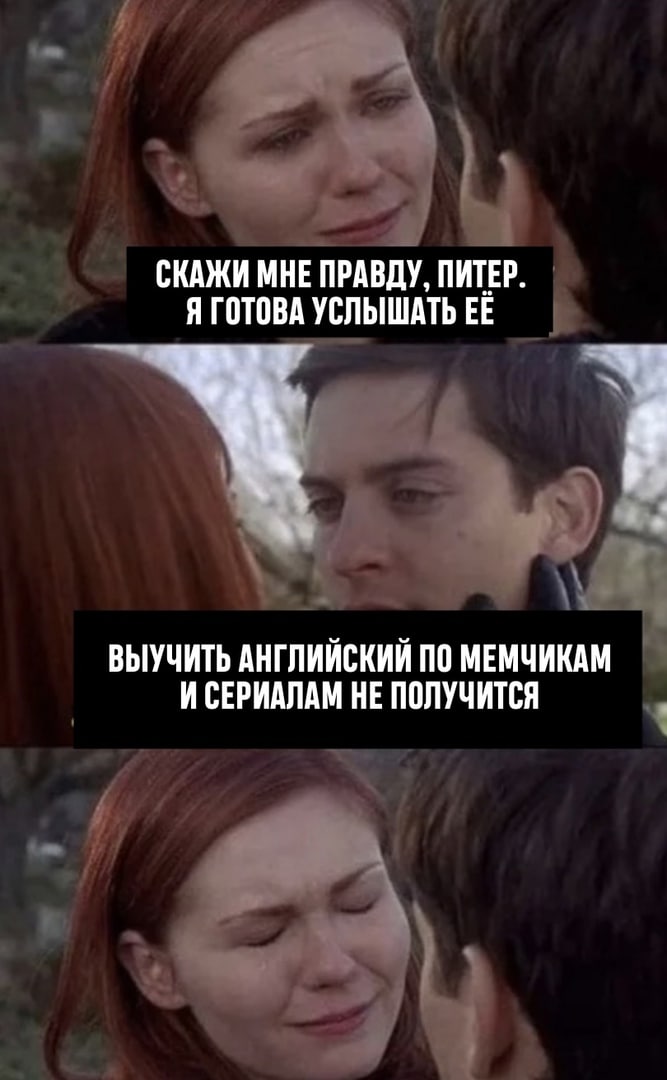 СКАЖИ МНЕ ПРАВДУ, ПИТЕР.
Я ГОТОВА УСЛЫШАТЬ ЕЁ
ВЫУЧИТЬ АНГЛИЙСКИЙ ПО МЕМЧИКАМ
И СЕРИАЛАМ НЕ ПОЛУЧИТСЯ